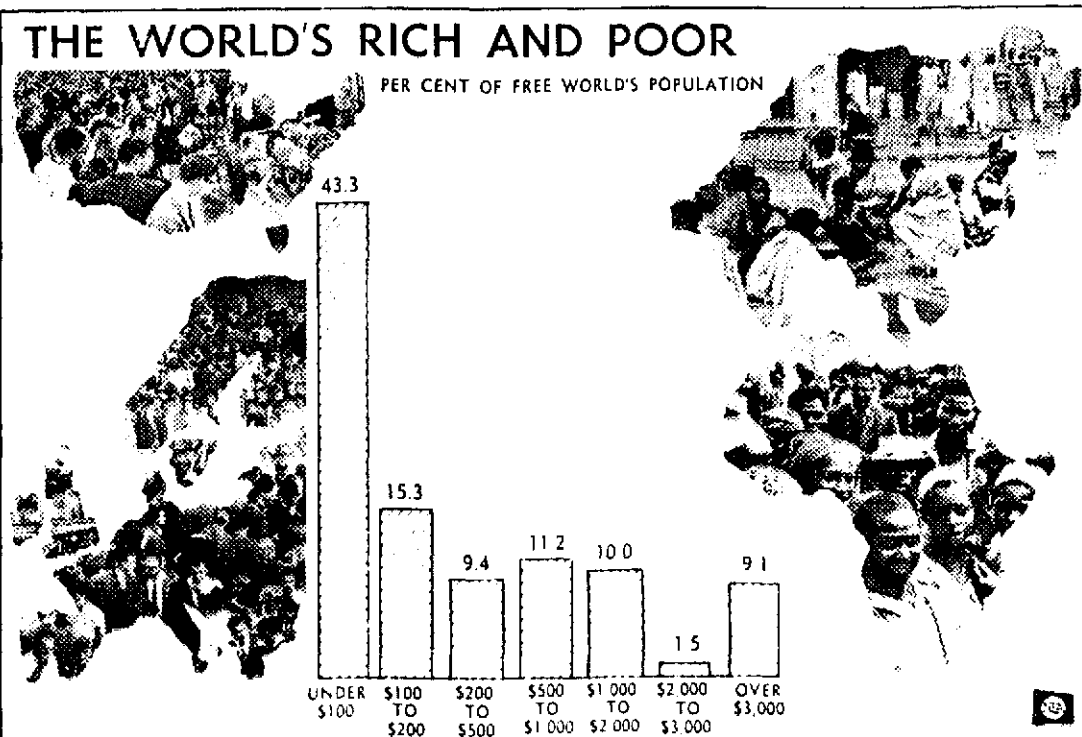 THE WORLD'S RICH AND POOR
PER CENT OF FREE WORLD'S POPULATION
43.3
15.3
9.4
11.2
10.0
1.5
9.1
UNDER
$100
$100
TO
$200
$200
TO
$500
$500
TO
$1,000
$1,000
TO
$2,000
$2,000
TO
$3,000
OVER
$3,000